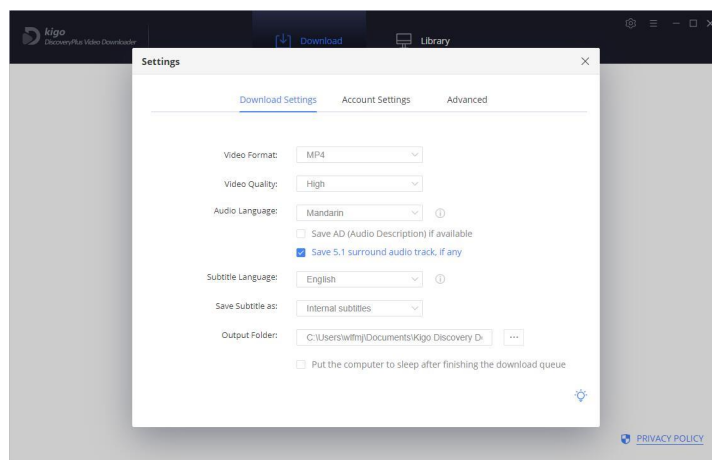 kigo
DiscoveryPlus Video Downloader
Download
Library
Settings
Download Settings Account Settings Advanced
Video Format: MP4
Video Quality: High
Audio Language: Mandarin
Save AD (Audio Description) if available
Save 5.1 surround audio track, if any
Subtitle Language: English
Save Subtitle as: Internal subtitles
Output Folder: C:\Users\wlfmj\Documents\Kigo Discovery D
Put the computer to sleep after finishing the download queue
PRIVACY POLICY